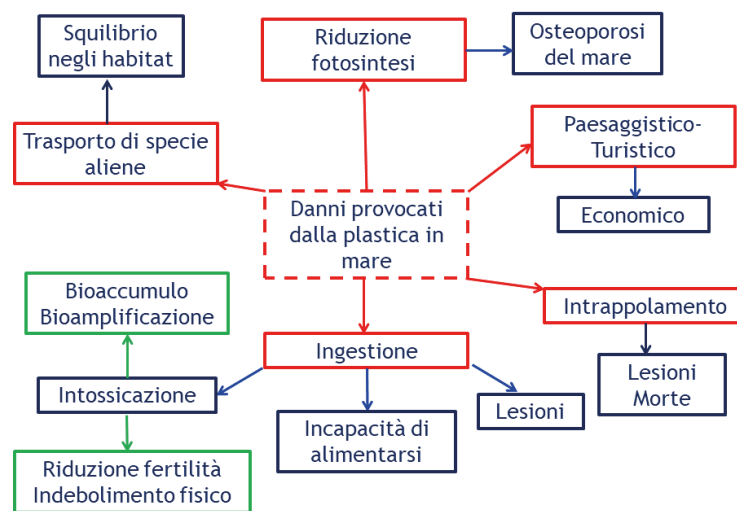 Squilibrio
negli habitat
Riduzione
fotosintesi
Osteoporosi
del mare
Trasporto di specie
aliene
Paesaggistico-
Turistico
Economico
Danni provocati
dalla plastica in
mare
Bioaccumulo
Bioamplificazione
Intrappolamento
Ingestione
Lesioni
Morte
Intossicazione
Lesioni
Incapacità di
alimentarsi
Riduzione fertilità
Indebolimento fisico